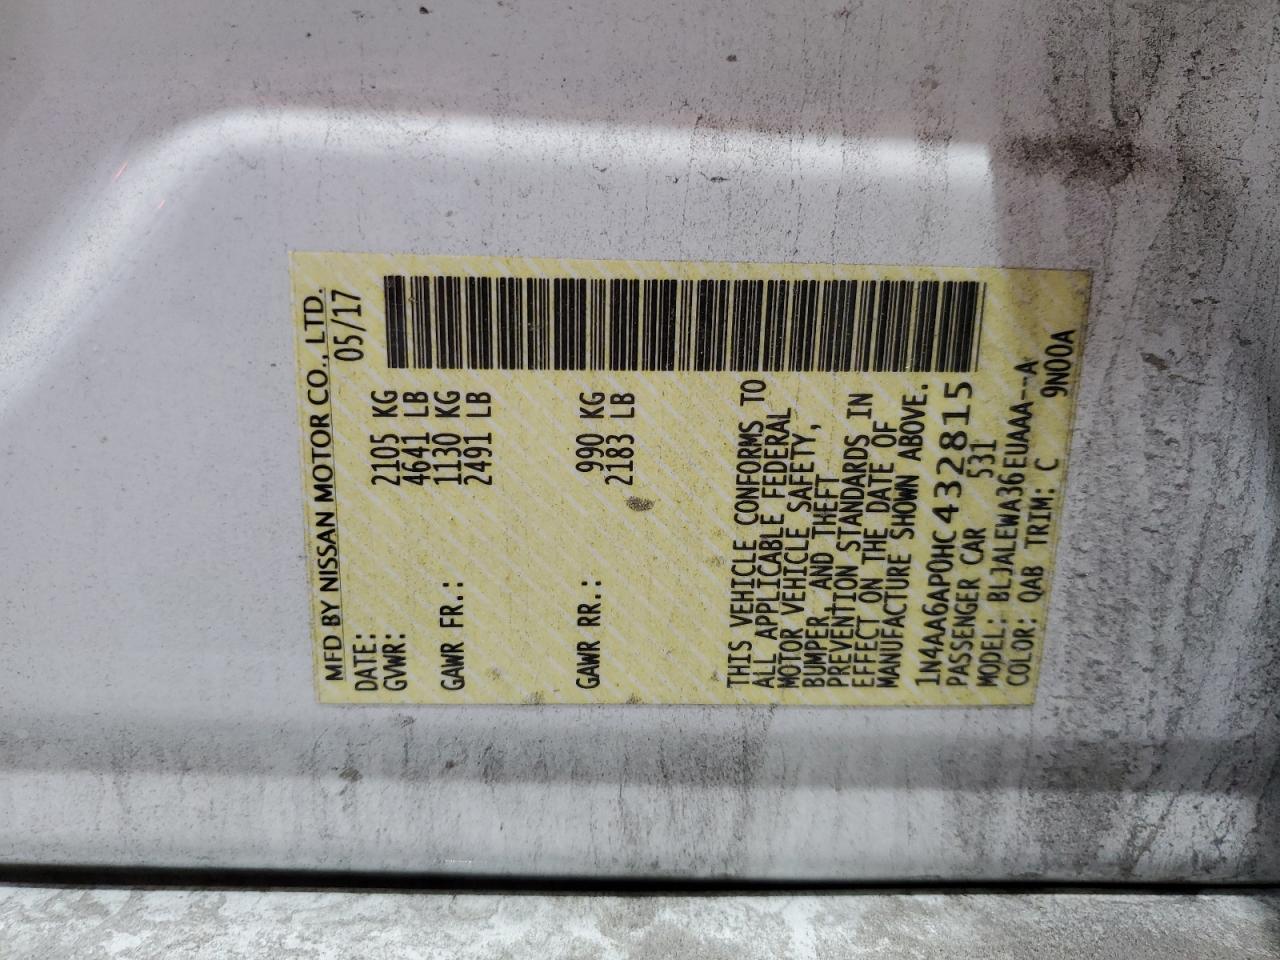 MFD BY NISSAN MOTOR CO., LTD.
DATE: 05/17
GVWR: 2105 KG
4641 LB
GAWR FR.: 1130 KG
2491 LB
GAWR RR.: 990 KG
2183 LB
THIS VEHICLE CONFORMS TO
ALL APPLICABLE FEDERAL
MOTOR VEHICLE SAFETY,
BUMPER, AND THEFT
PREVENTION STANDARDS IN
EFFECT ON THE DATE OF
MANUFACTURE SHOWN ABOVE.
1N4AA6AP0HC432815
PASSENGER CAR 531
MODEL: BLJALEWA36EUAAA--A
COLOR: QAB TRIM: C 9N00A